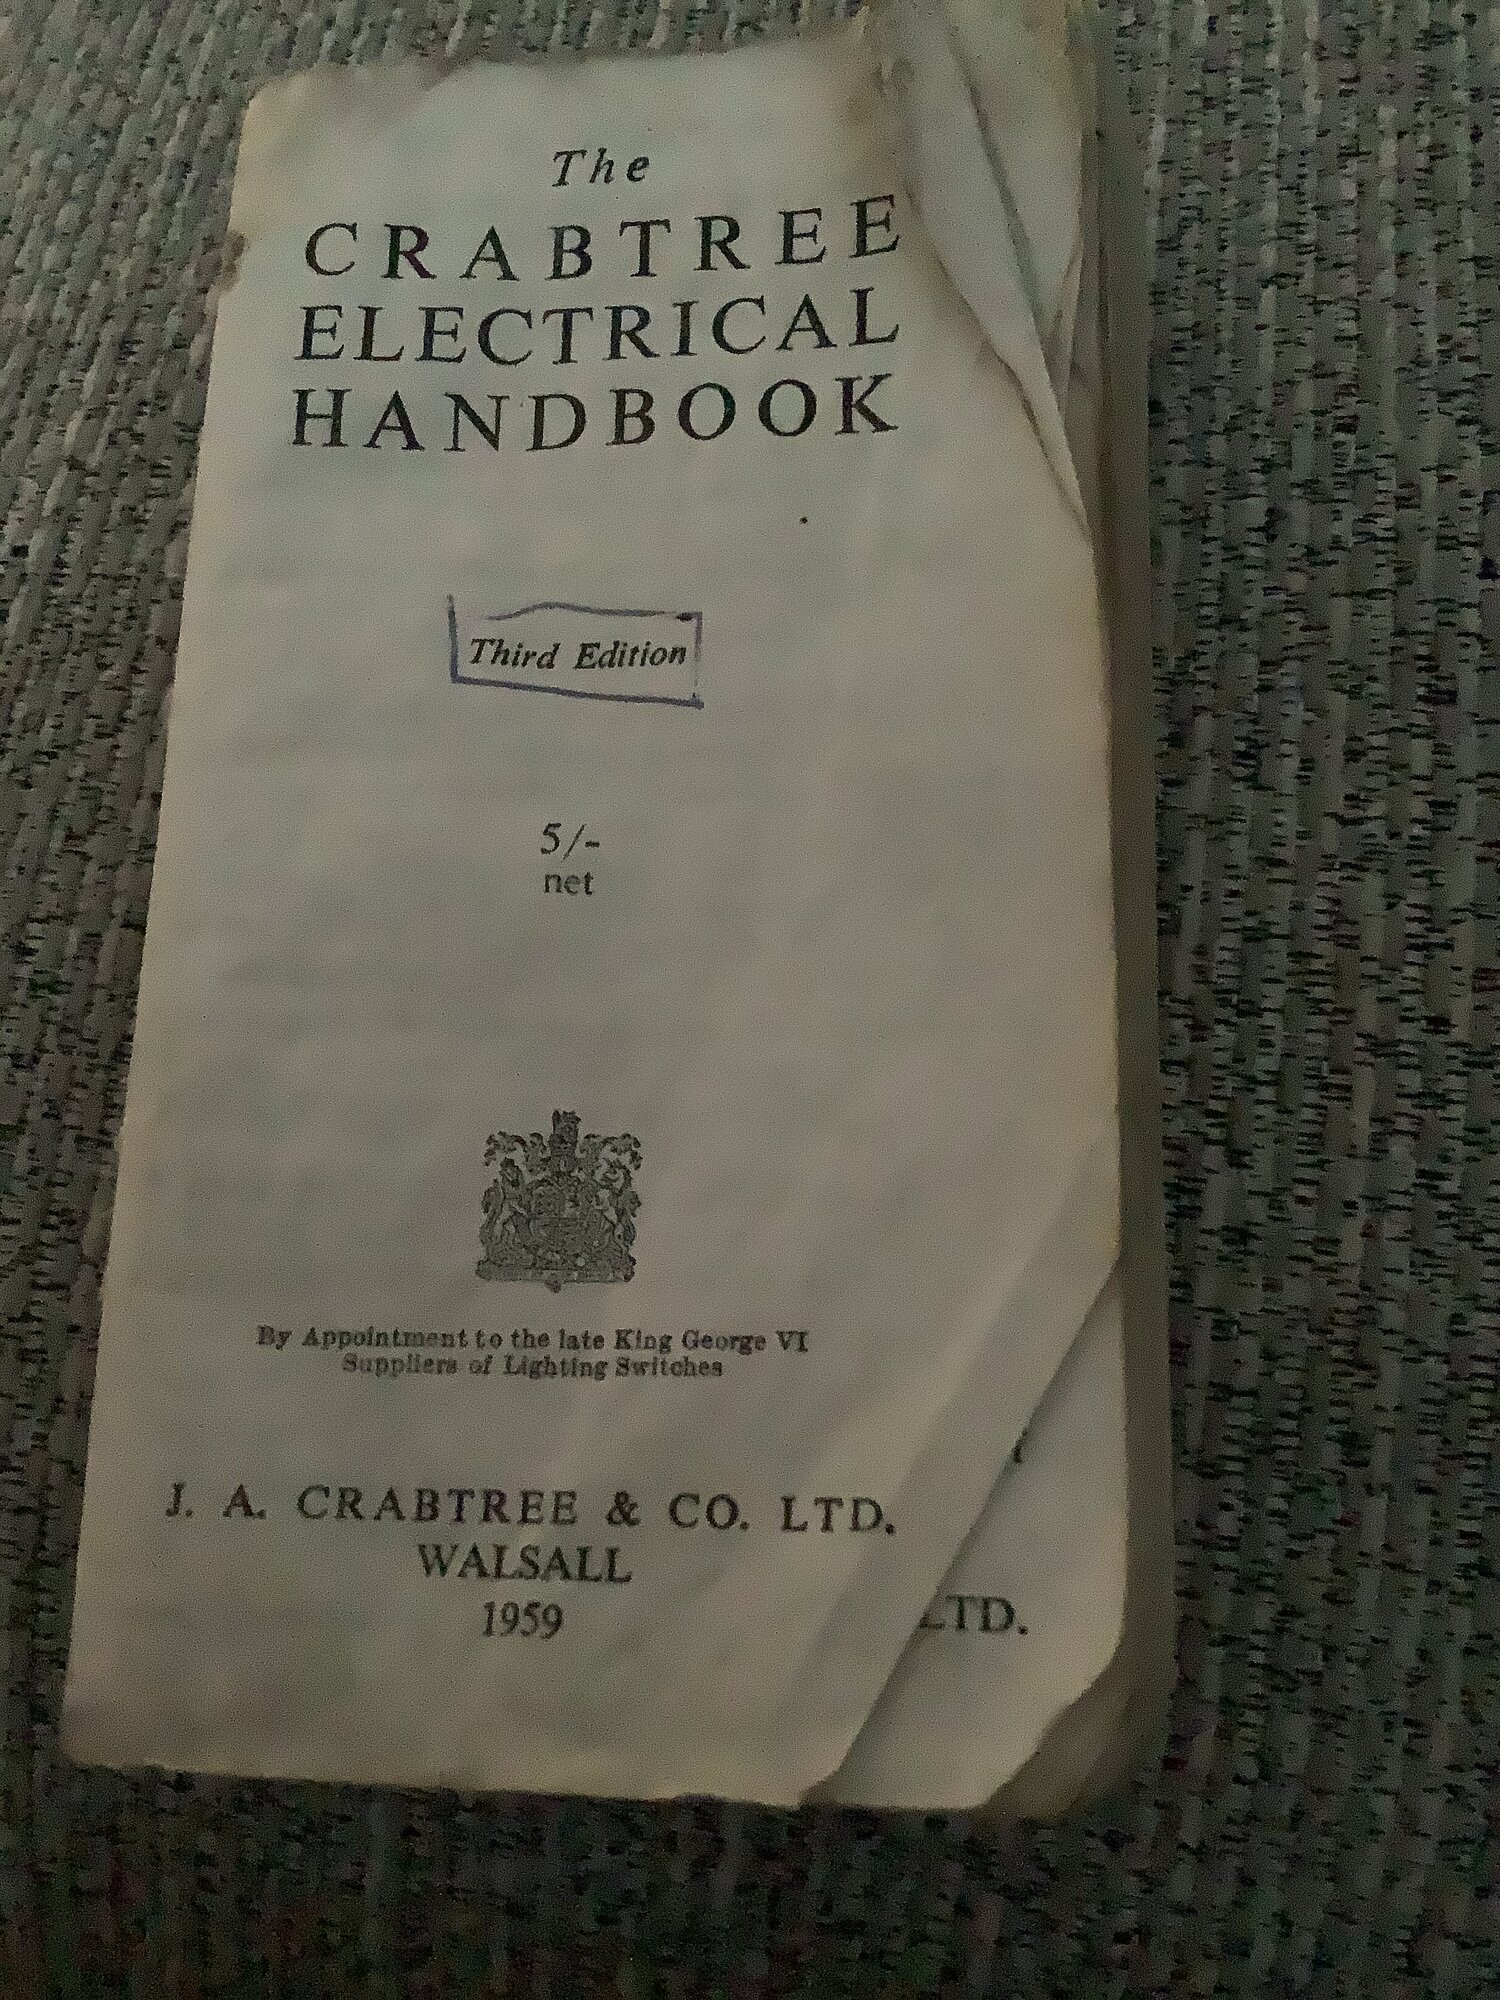 The
CRABTREE
ELECTRICAL
HANDBOOK
Third Edition
5/-
net
By Appointment to the late King George VI
Suppliers of Lighting Switches
J. A. CRABTREE & CO. LTD.
WALSALL
1959
LTD.